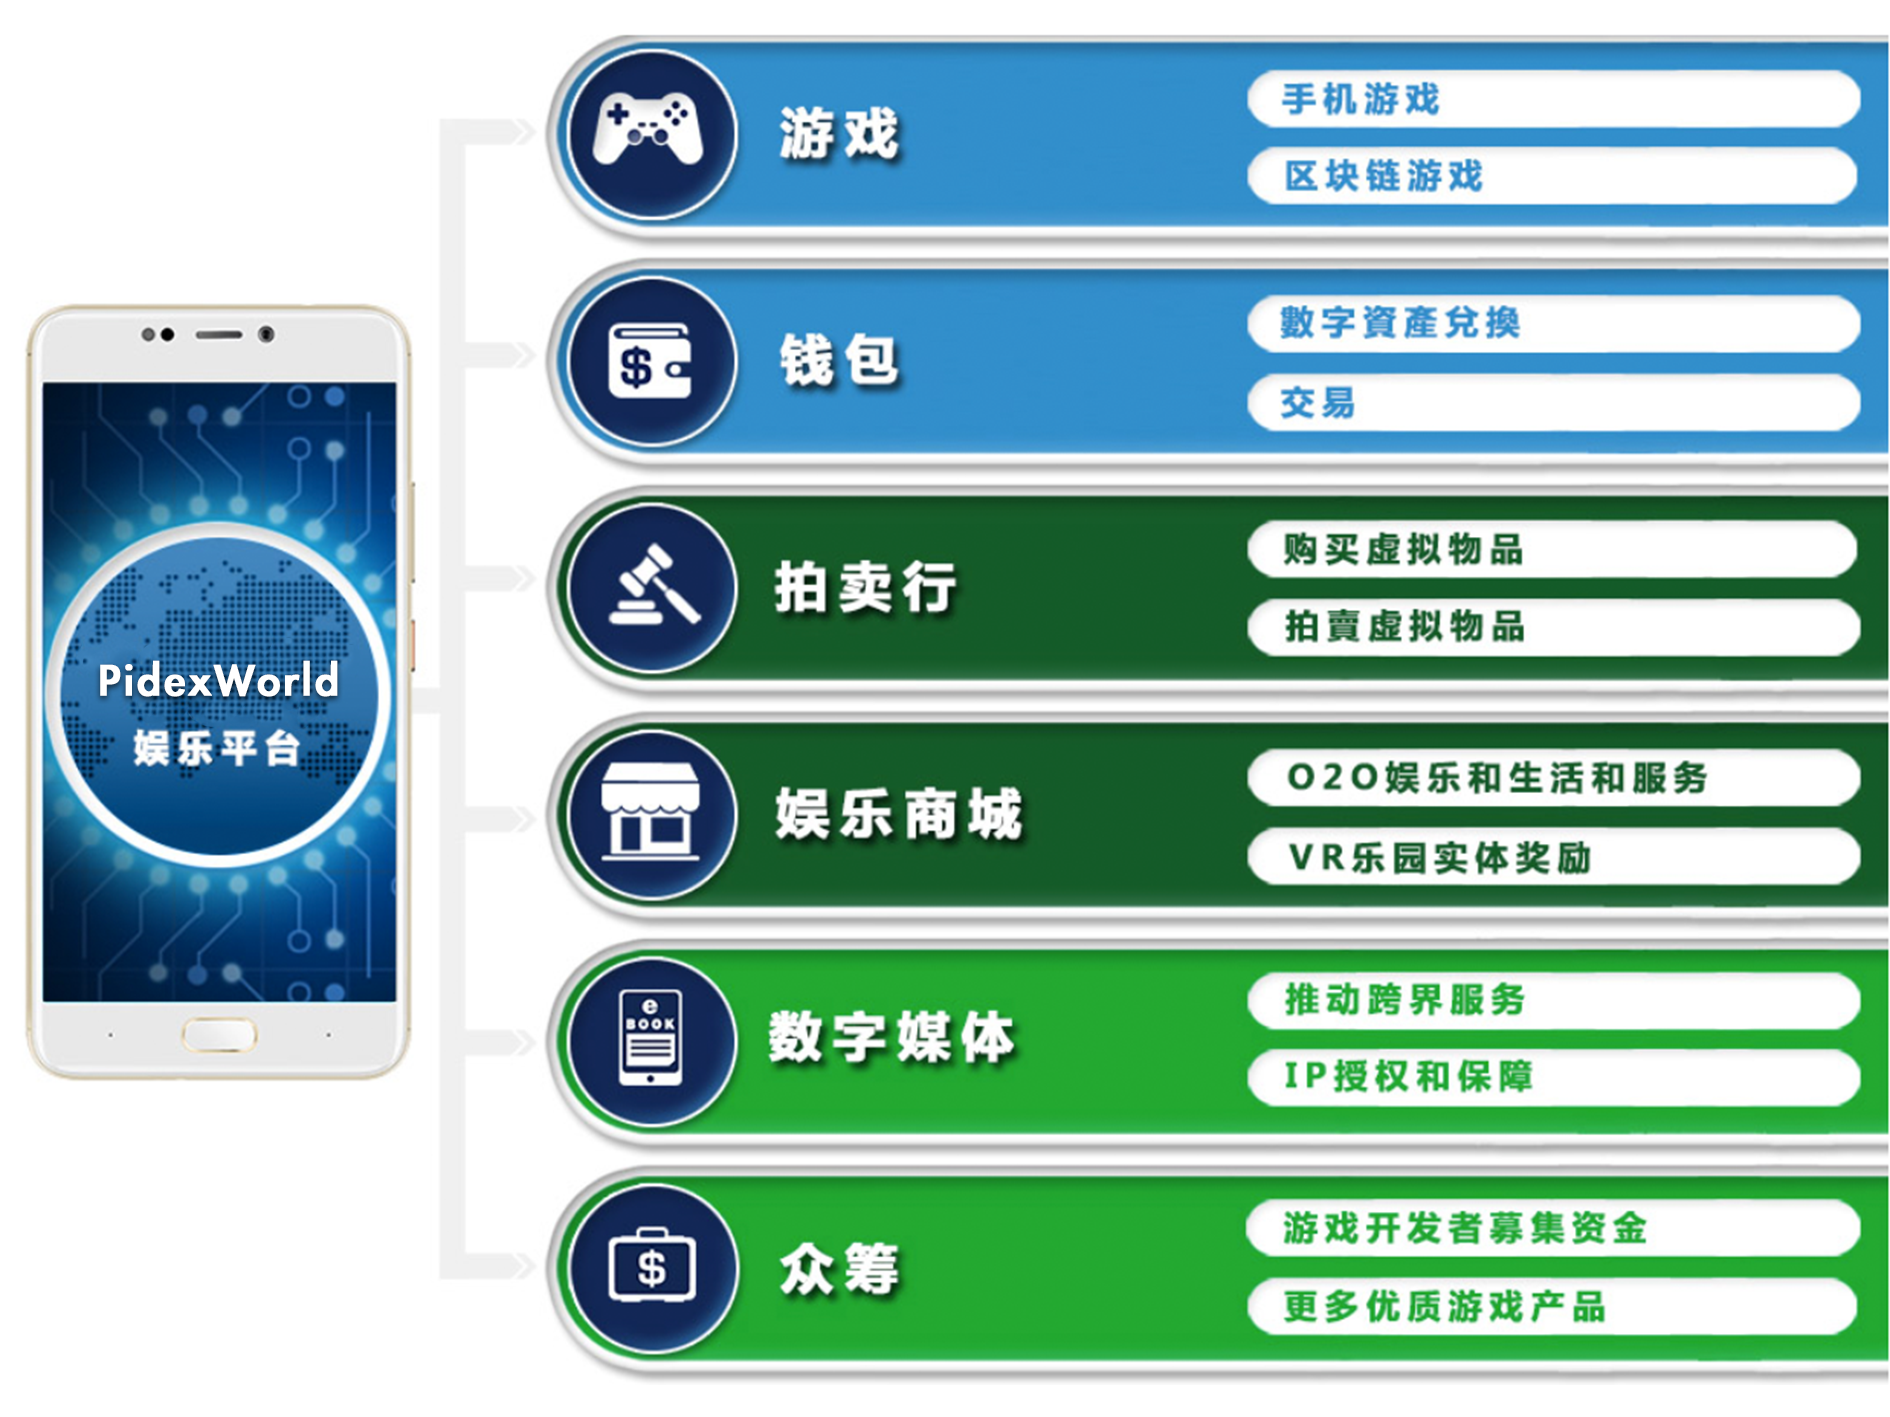 PidexWorld
娱乐平台
游戏
手机游戏
区块链游戏
钱包
數字資產兌換
交易
拍卖行
购买虚拟物品
拍賣虚拟物品
娱乐商城
O2O娱乐和生活和服务
VR乐园实体奖励
e
BOOK
数字媒体
推动跨界服务
IP授权和保障
众筹
游戏开发者募集资金
更多优质游戏产品